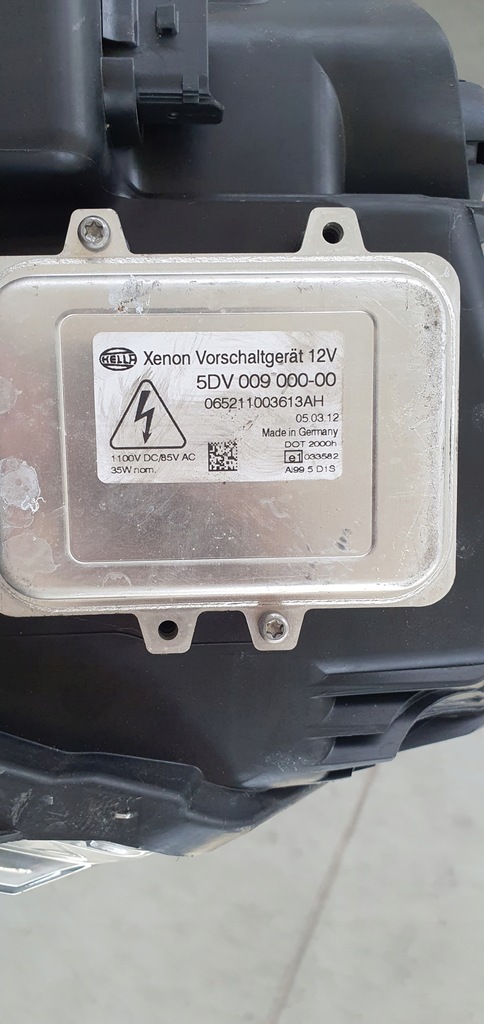 HELLA Xenon Vorschaltgerät 12V
5DV 009 000-00
065211003613AH
05.03.12
Made in Germany
DOT 2000h
1100V DC/85V AC
e1 033582
35W nom.
A99 5 D1S